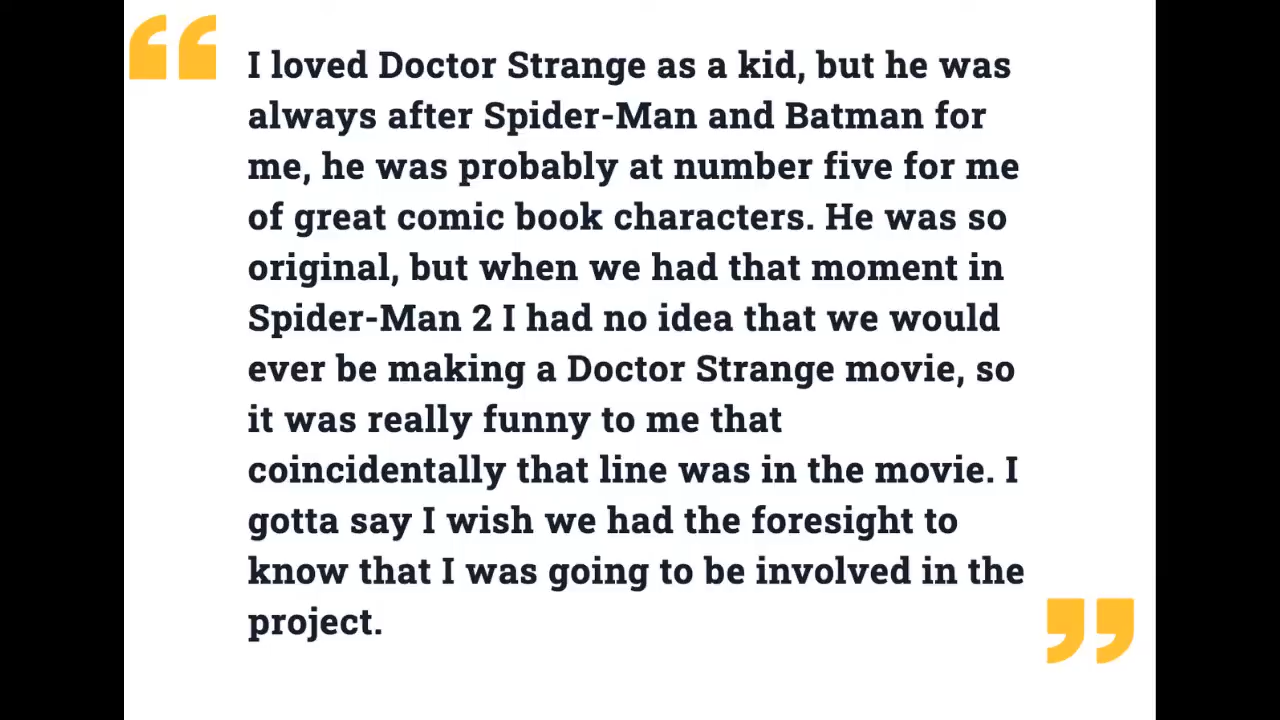 I loved Doctor Strange as a kid, but he was
always after Spider-Man and Batman for
me, he was probably at number five for me
of great comic book characters. He was so
original, but when we had that moment in
Spider-Man 2 I had no idea that we would
ever be making a Doctor Strange movie, so
it was really funny to me that
coincidentally that line was in the movie. I
gotta say I wish we had the foresight to
know that I was going to be involved in the
project.